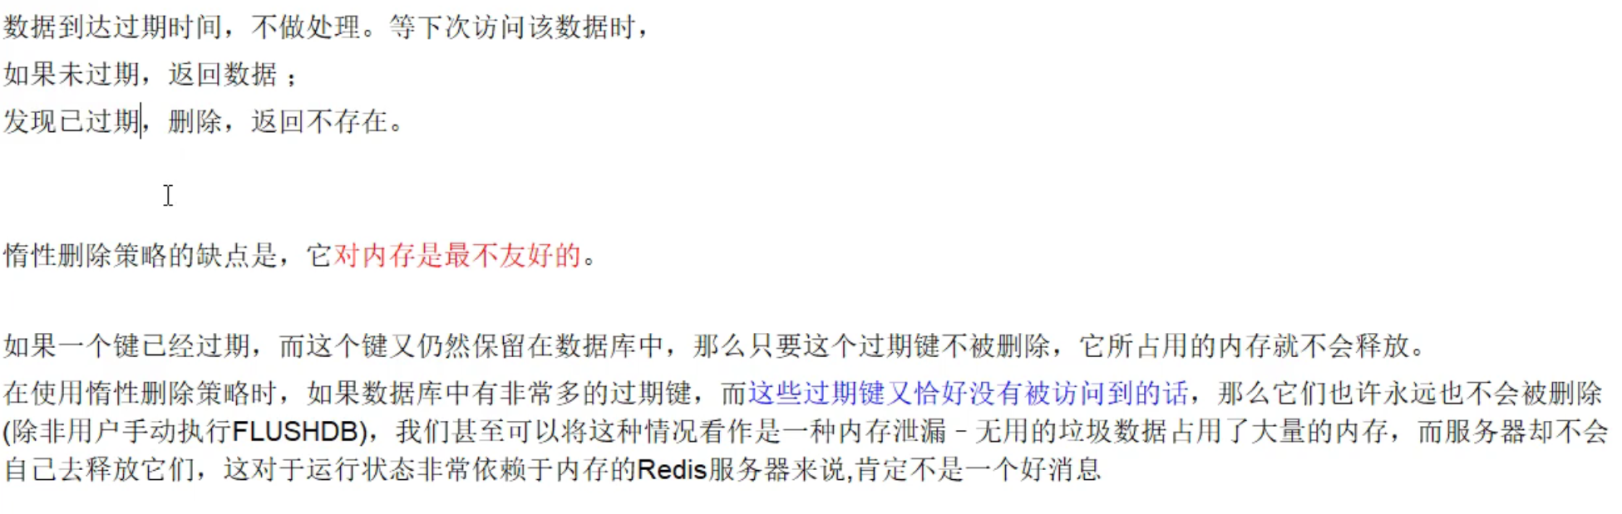 数据到达过期时间，不做处理。等下次访问该数据时，
如果未过期，返回数据；
发现已过期，删除，返回不存在。
惰性删除策略的缺点是，它对内存是最不友好的。
如果一个键已经过期，而这个键又仍然保留在数据库中，那么只要这个过期键不被删除，它所占用的内存就不会释放。
在使用惰性删除策略时，如果数据库中有非常多的过期键，而这些过期键又恰好没有被访问到的话，那么它们也许永远也不会被删除
(除非用户手动执行FLUSHDB)，我们甚至可以将这种情况看作是一种内存泄漏–无用的垃圾数据占用了大量的内存，而服务器却不会
自己去释放它们，这对于运行状态非常依赖于内存的Redis服务器来说,肯定不是一个好消息